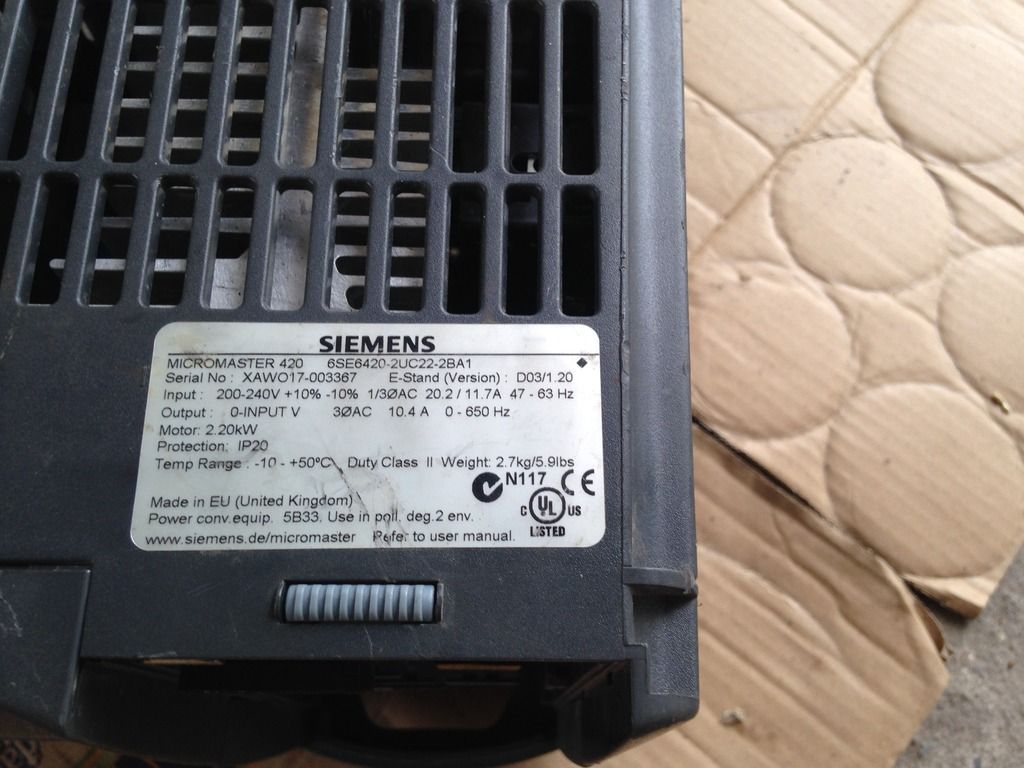 SIEMENS
MICROMASTER 420 6SE6420-2UC22-2BA1
Serial No : XAWO17-003367 E-Stand (Version) : D03/1.20
Input : 200-240V +10% -10% 1/3ØAC 20.2 / 11.7A 47 - 63 Hz
Output : 0-INPUT V 3ØAC 10.4 A 0 - 650 Hz
Motor: 2.20kW
Protection: IP20
Temp Range : -10 - +50°C Duty Class II Weight: 2.7kg/5.9lbs
N117 CE
Made in EU (United Kingdom)
C UL US
Power conv.equip. 5B33. Use in poll. deg.2 env.
LISTED
www.siemens.de/micromaster Refer to user manual.